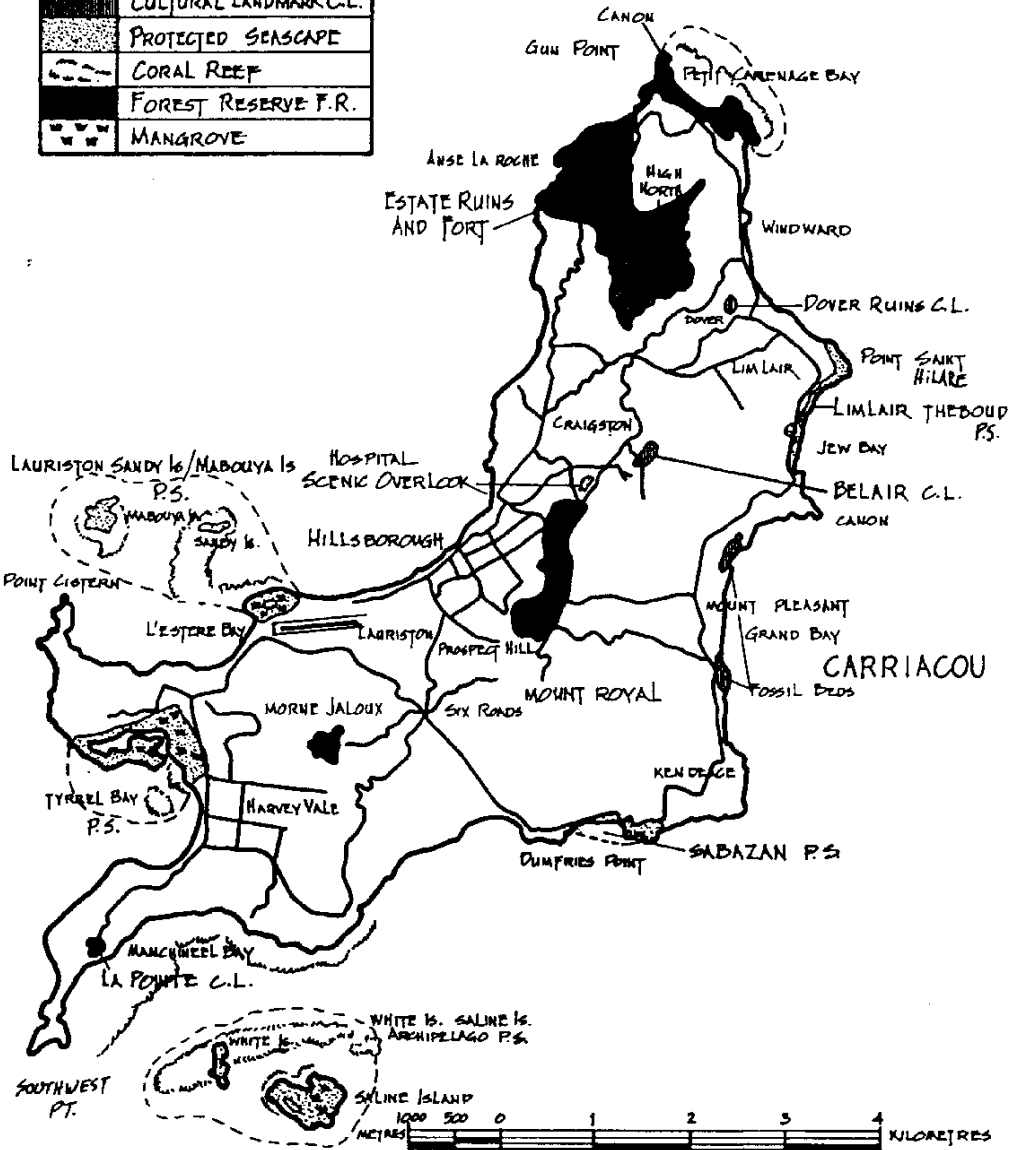 CULTURAL LANDMARK C.L.
PROTECTED SEASCAPE
CORAL REEF
FOREST RESERVE F.R.
MANGROVE
CANON
GUN POINT
PETIT CARENAGE BAY
ANSE LA ROCHE
HIGH
NORTH
ESTATE RUINS
AND FORT
WINDWARD
DOVER RUINS C.L.
DOVER
POINT SAINT
HILARE
LIMLAIR
LIMLAIR THEBOUD
P.S.
CRAIGSTON
JEW BAY
LAURISTON SANDY IS/MABOUYA IS
P.S.
HOSPITAL
SCENIC OVERLOOK
BELAIR C.L.
MABOUYA IS.
CANON
SANDY IS.
HILLSBOROUGH
POINT CISTERN
MOUNT PLEASANT
L'ESTERE BAY
LAURISTON
PROSPECT HILL
GRAND BAY
CARRIACOU
MOUNT ROYAL
FOSSIL BEDS
MORNE JALOUX
SIX ROADS
KENDEACE
TYRREL BAY
P.S.
HARVEY VALE
DUMFRIES POINT
SABAZAN P.S.
MANCHINEEL BAY
LA POINTE C.L.
WHITE IS. SALINE IS.
ARCHIPELAGO P.S.
WHITE IS.
SOUTHWEST
PT.
SALINE ISLAND
1000 500 0 1 2 3 4
METRES KILOMETRES